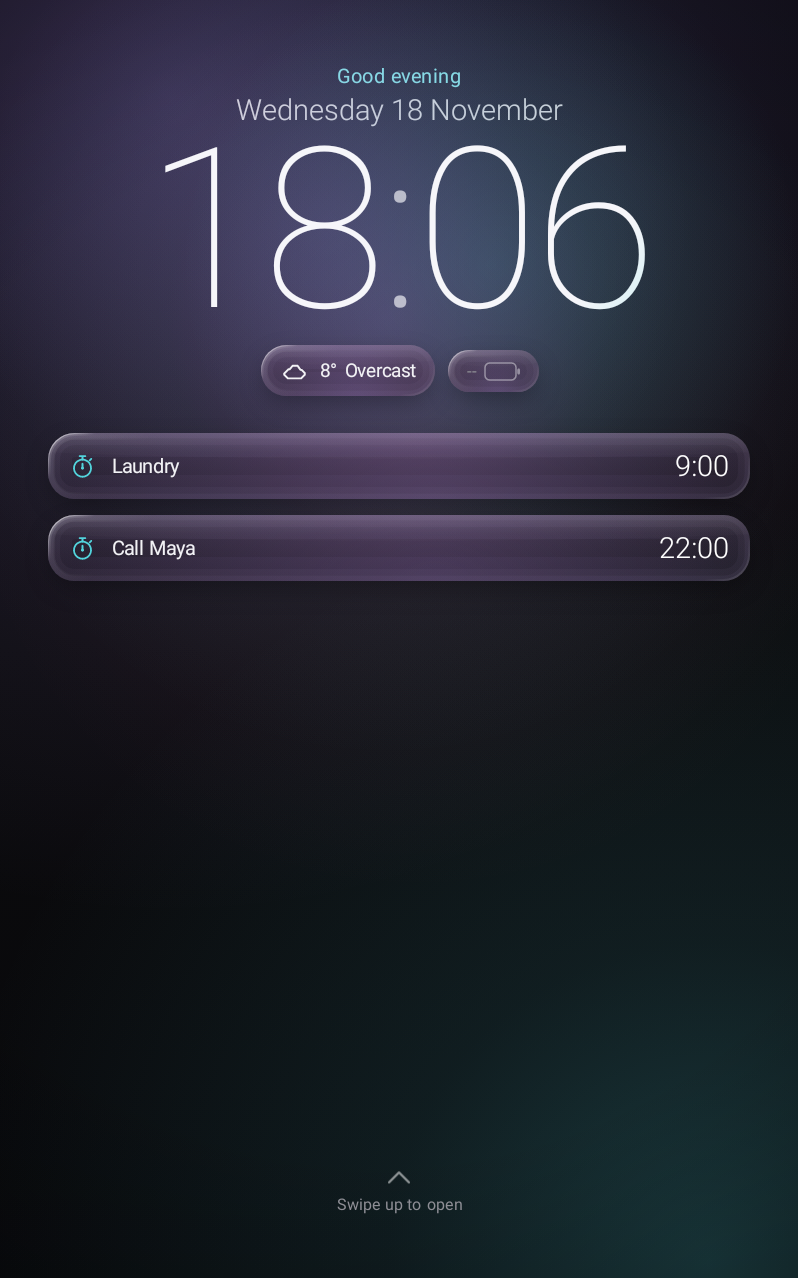 Good evening
Wednesday 18 November
18:06
8° Overcast
--
Laundry 9:00
Call Maya 22:00
Swipe up to open